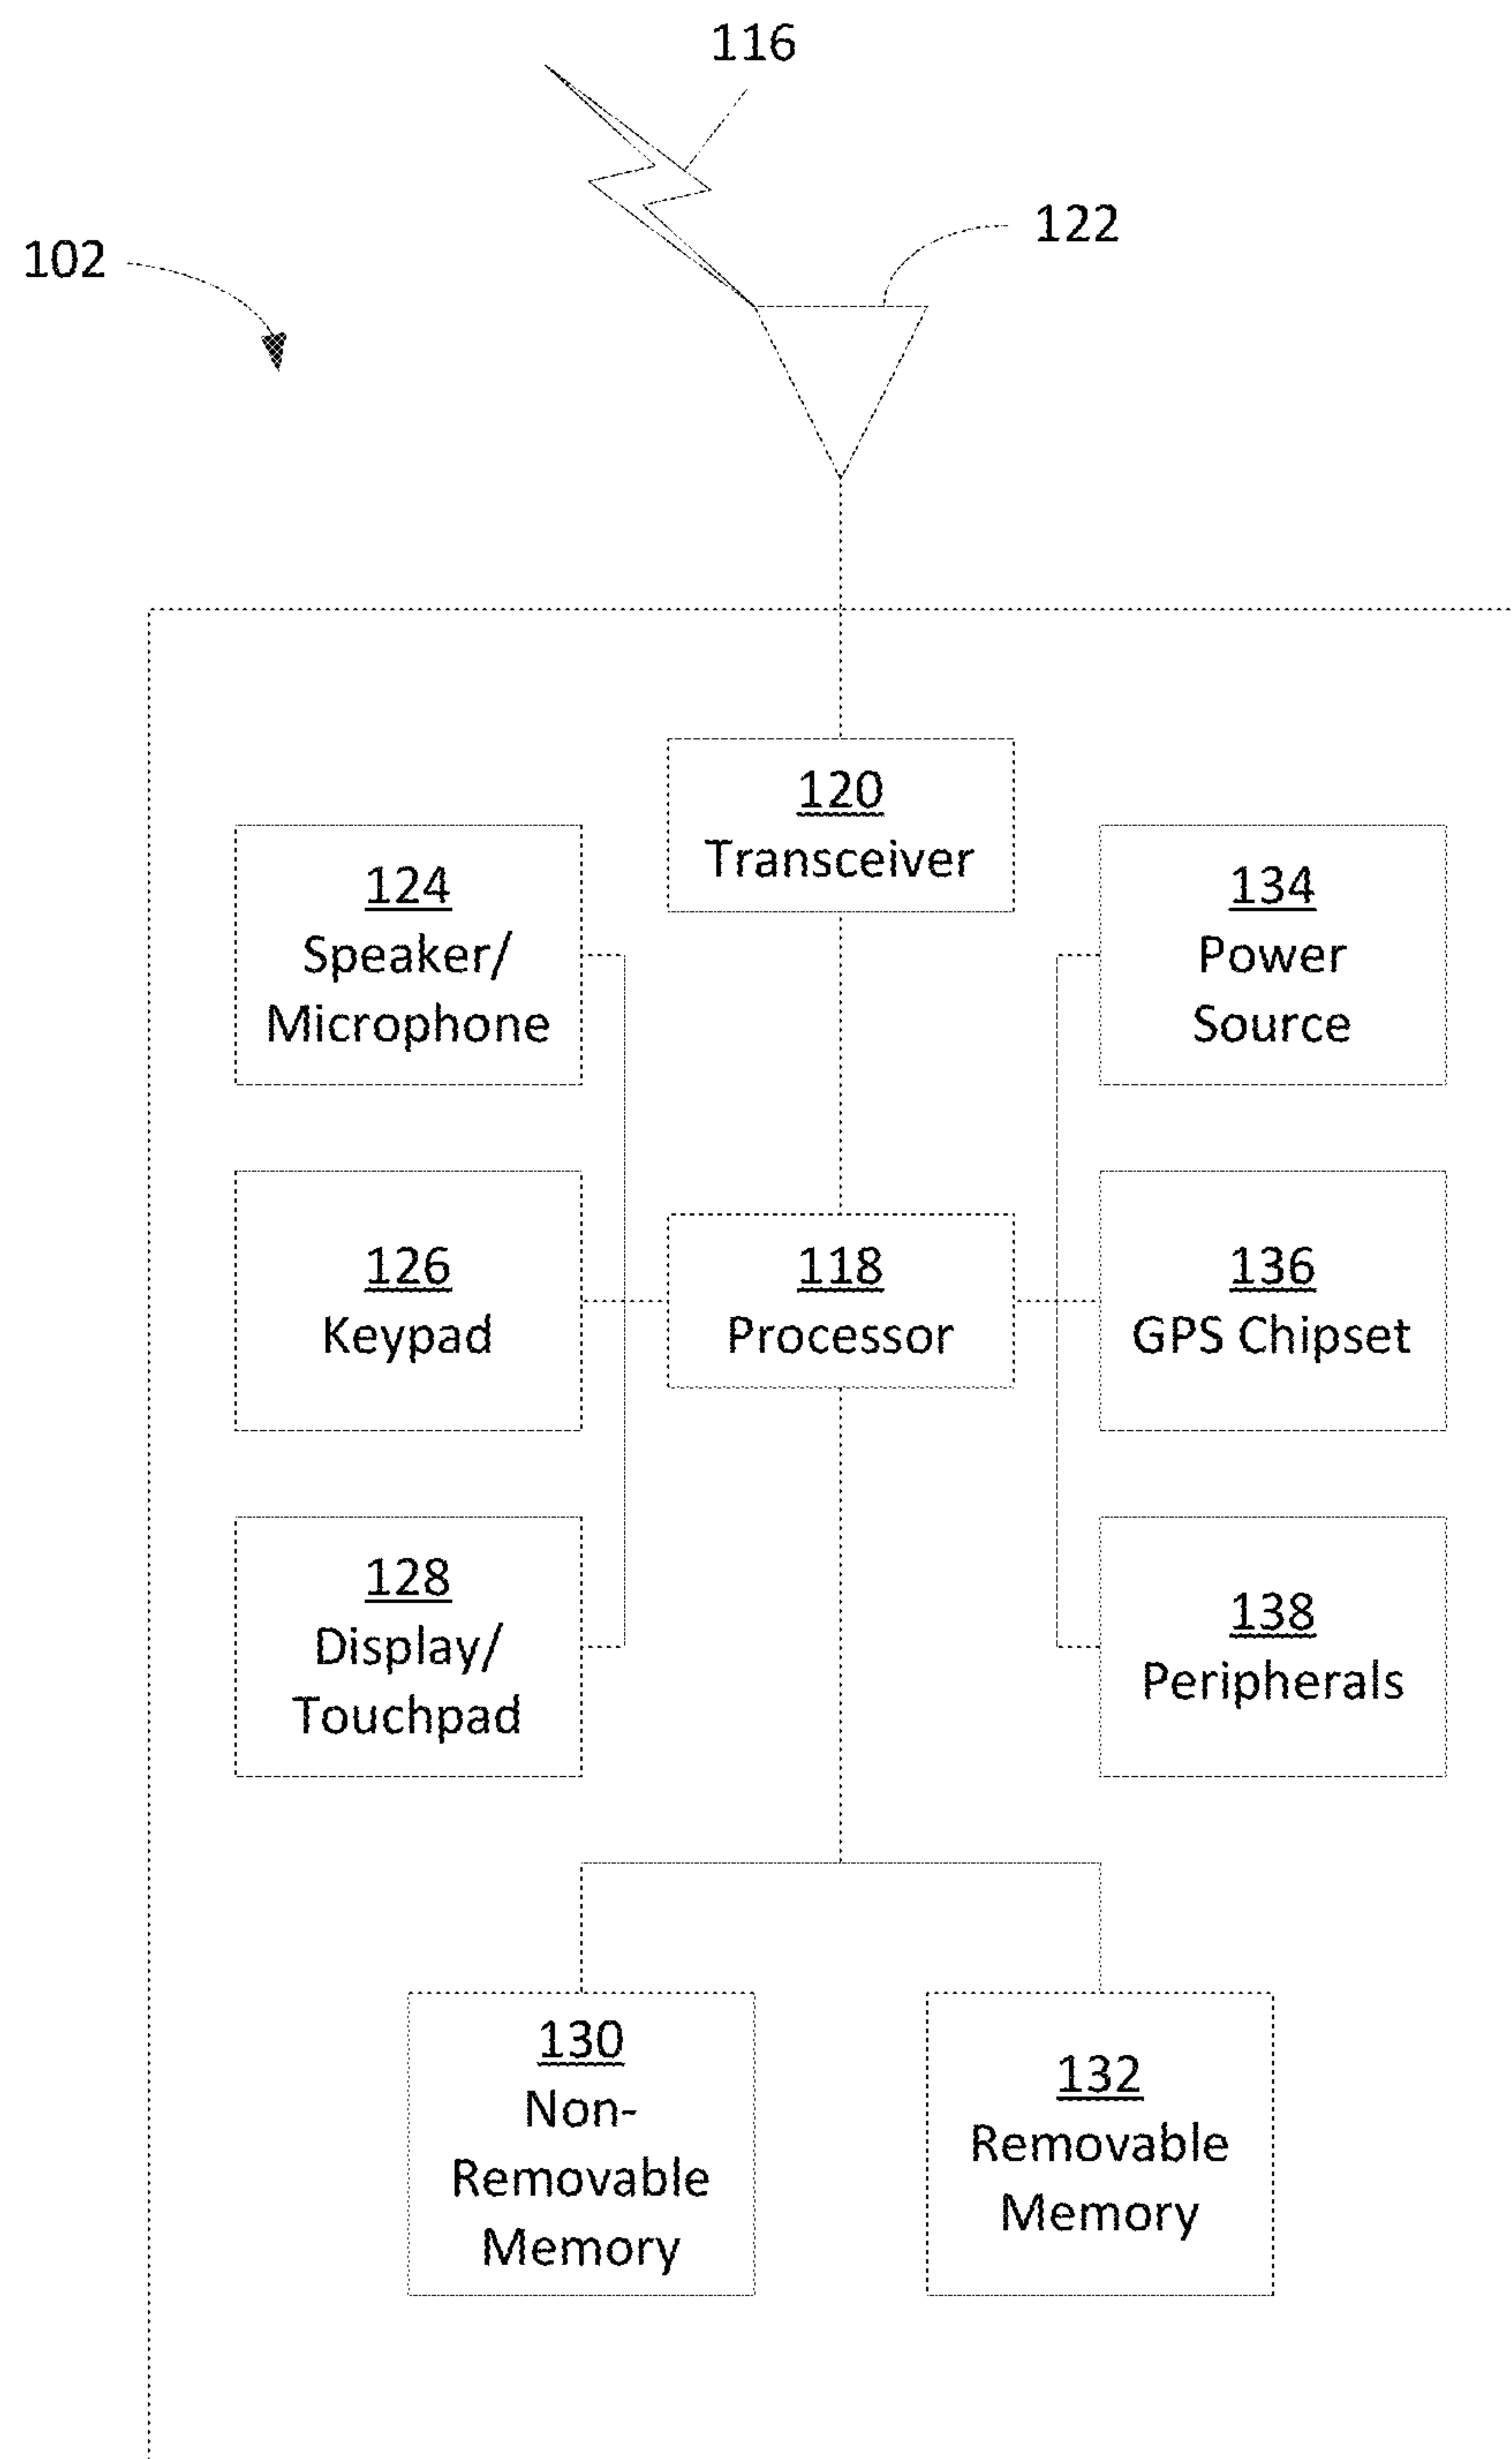 116
122
102
120
Transceiver
124
Speaker/
Microphone
134
Power
Source
126
Keypad
118
Processor
136
GPS Chipset
128
Display/
Touchpad
138
Peripherals
130
Non-
Removable
Memory
132
Removable
Memory